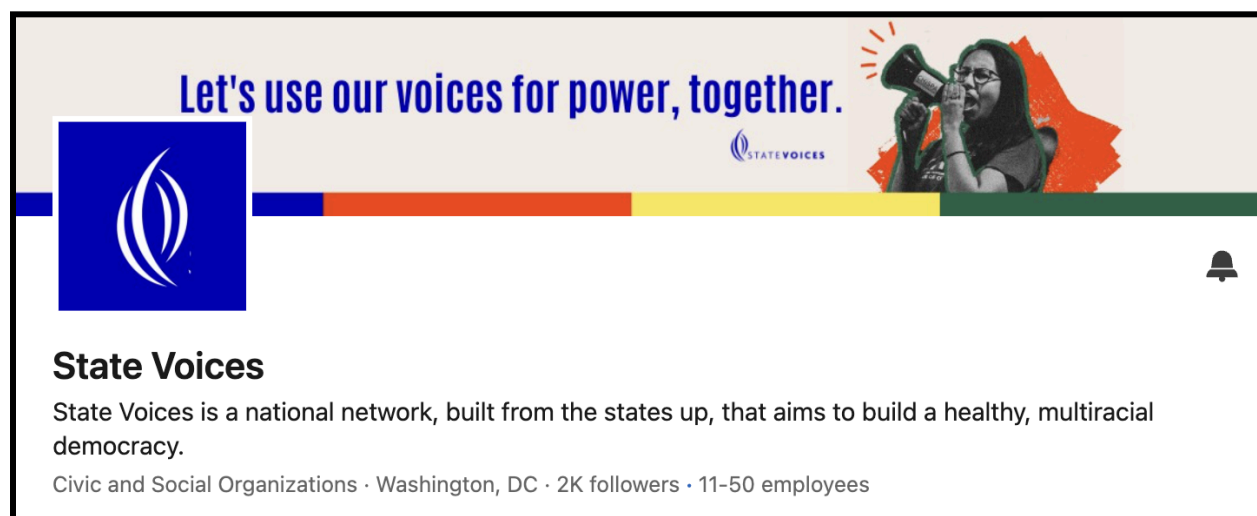 Let's use our voices for power, together.
STATEVOICES
State Voices
State Voices is a national network, built from the states up, that aims to build a healthy, multiracial
democracy.
Civic and Social Organizations · Washington, DC · 2K followers · 11-50 employees